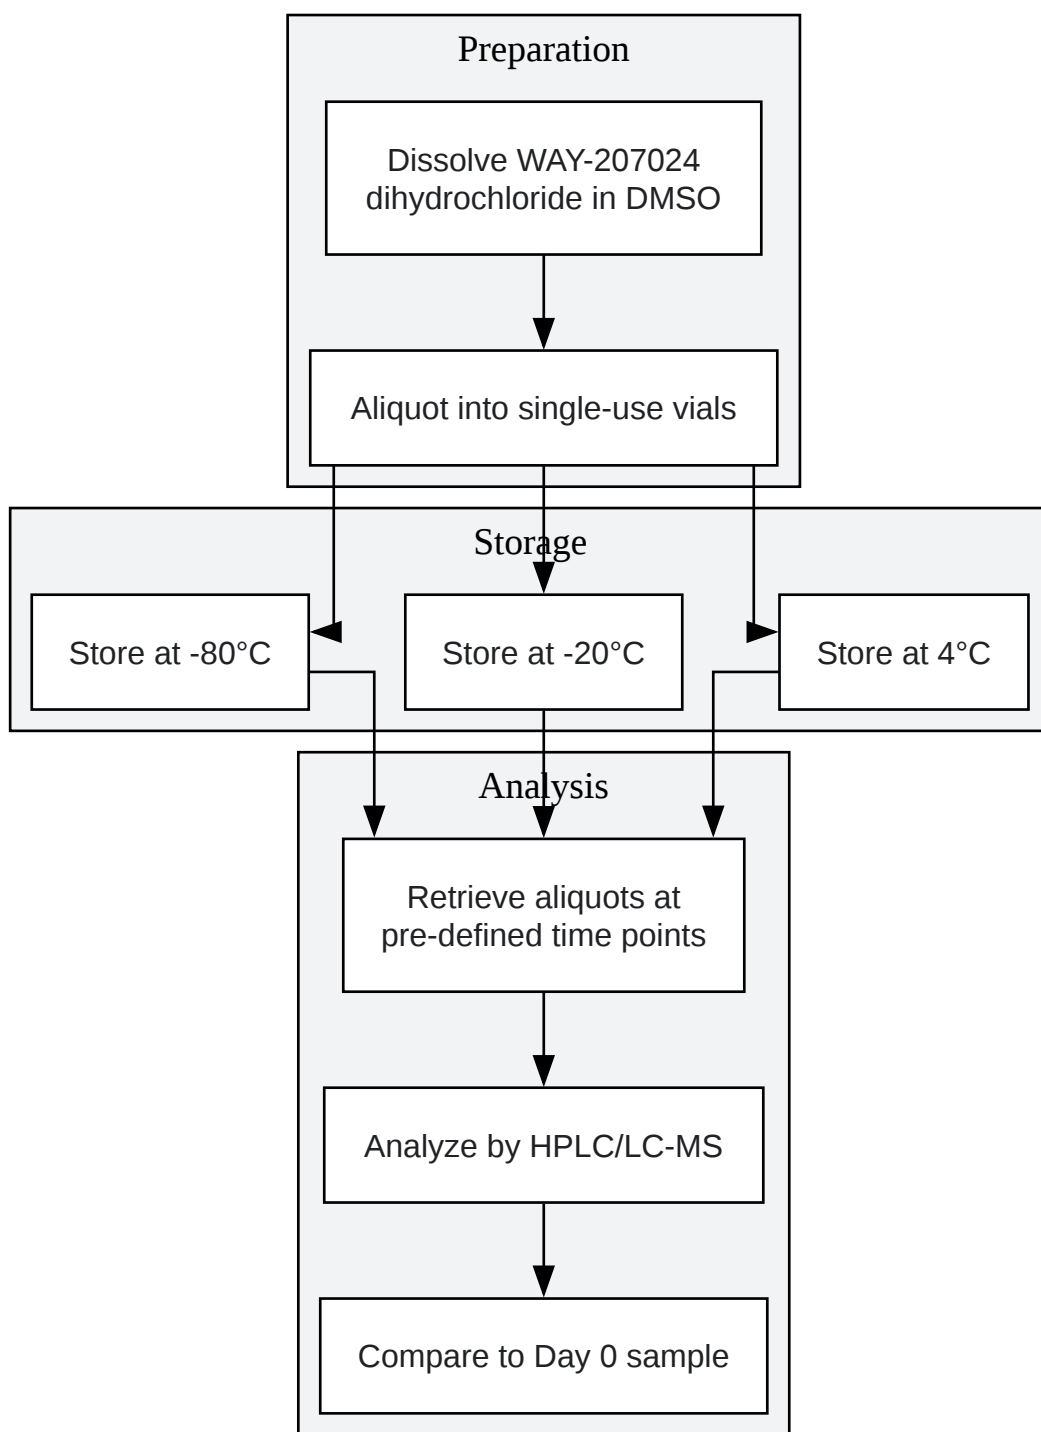 Preparation
Dissolve WAY-207024
dihydrochloride in DMSO
Aliquot into single-use vials
Storage
Store at -80°C
Store at -20°C
Store at 4°C
Analysis
Retrieve aliquots at
pre-defined time points
Analyze by HPLC/LC-MS
Compare to Day 0 sample